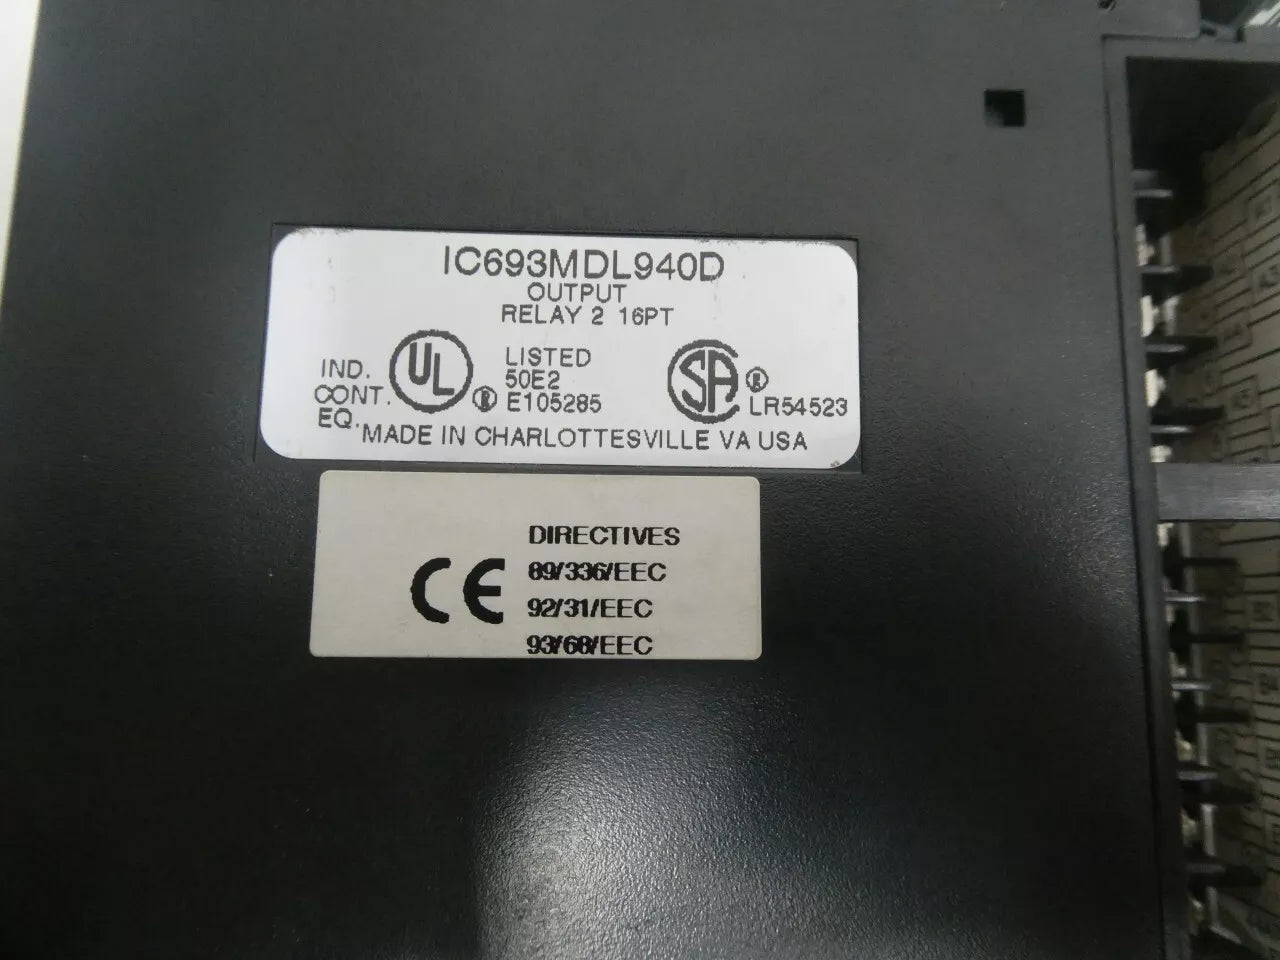 IC693MDL940D
OUTPUT
RELAY 2 16PT
IND.
CONT.
EQ.
UL
®
LISTED
50E2
E105285
SA
®
LR54523
MADE IN CHARLOTTESVILLE VA USA
CE
DIRECTIVES
89/336/EEC
92/31/EEC
93/68/EEC